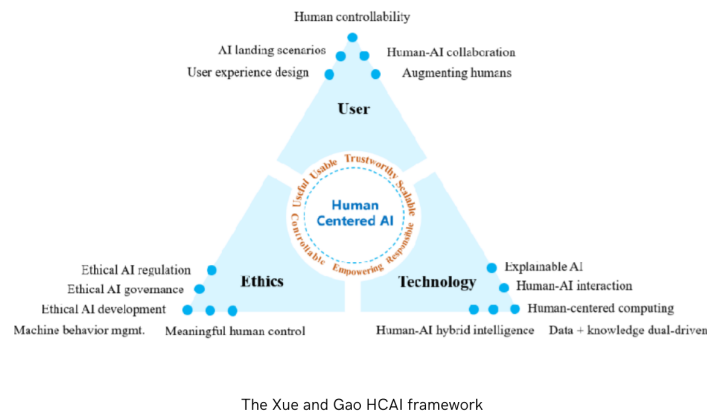 Human controllability
AI landing scenarios
Human-AI collaboration
User experience design
Augmenting humans
User
Useful Usable Trustworthy Scalable
Human
Centered AI
Controllable Empowering Responsible
Ethical AI regulation
Ethical AI governance
Ethical AI development
Machine behavior mgmt.
Meaningful human control
Ethics
Technology
Explainable AI
Human-AI interaction
Human-centered computing
Human-AI hybrid intelligence
Data + knowledge dual-driven
The Xue and Gao HCAI framework